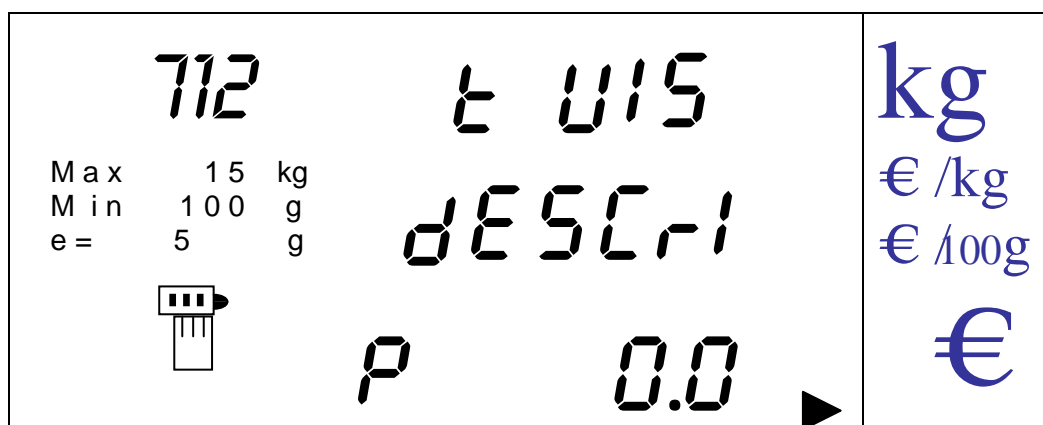 712 t UIS
Max 15 kg
Min 100 g
e= 5 g
dESCrI
P 0.0
kg
€ /kg
€ /100g
€